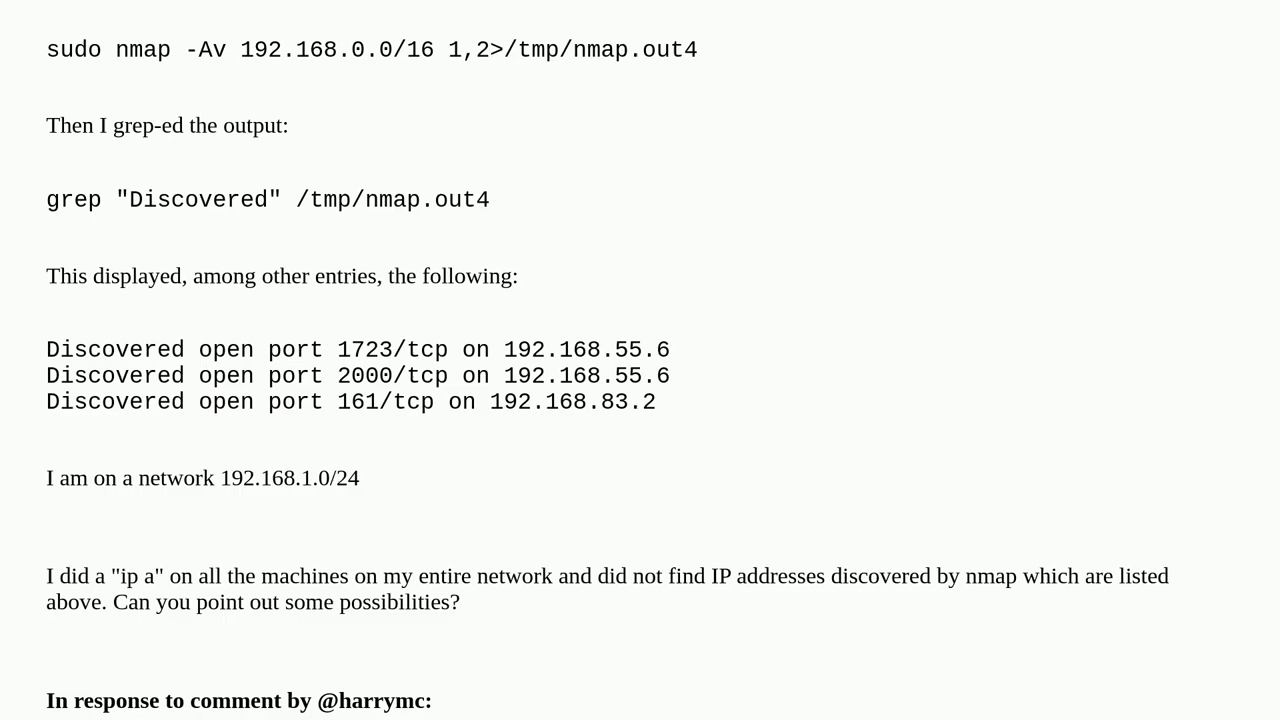 sudo nmap -Av 192.168.0.0/16 1,2>/tmp/nmap.out4
Then I grep-ed the output:
grep "Discovered" /tmp/nmap.out4
This displayed, among other entries, the following:
Discovered open port 1723/tcp on 192.168.55.6
Discovered open port 2000/tcp on 192.168.55.6
Discovered open port 161/tcp on 192.168.83.2
I am on a network 192.168.1.0/24
I did a "ip a" on all the machines on my entire network and did not find IP addresses discovered by nmap which are listed
above. Can you point out some possibilities?
In response to comment by @harrymc: